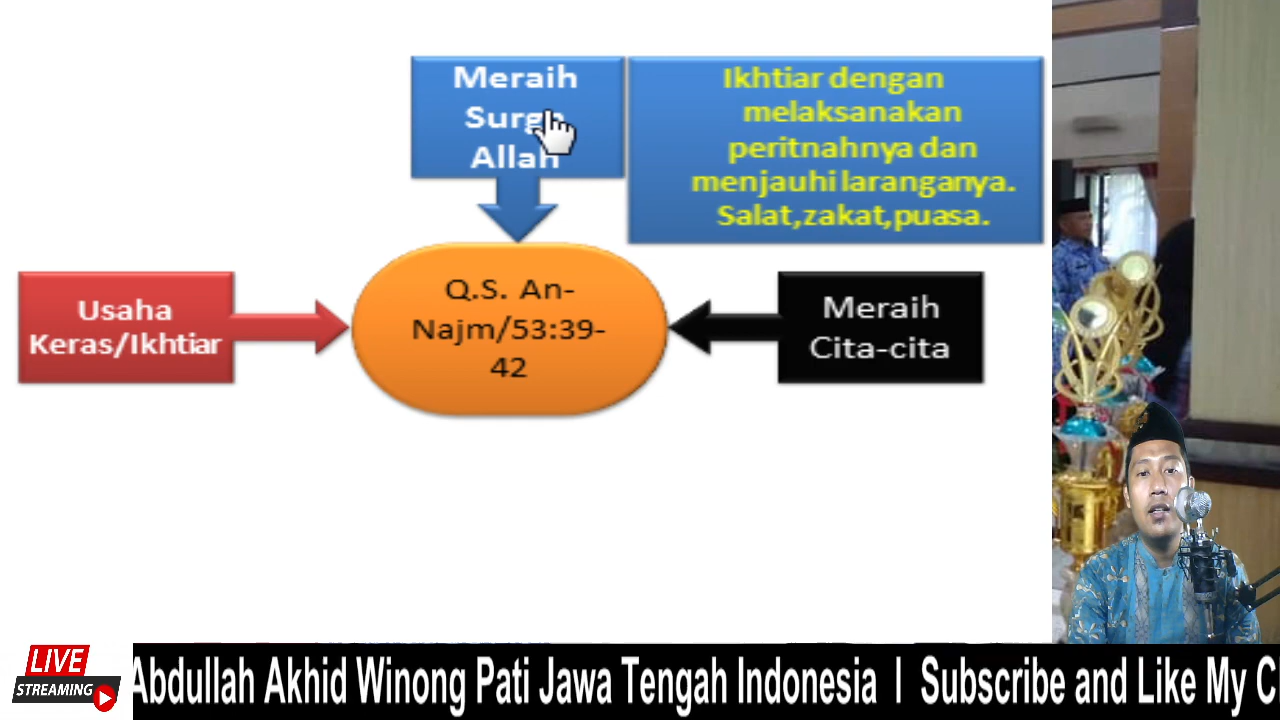 Meraih
Surga
Allah
Ikhtiar dengan
melaksanakan
peritnahnya dan
menjauhi laranganya.
Salat,zakat,puasa.
Usaha
Keras/Ikhtiar
Q.S. An-
Najm/53:39-
42
Meraih
Cita-cita
LIVE
STREAMING
Abdullah Akhid Winong Pati Jawa Tengah Indonesia I Subscribe and Like My C